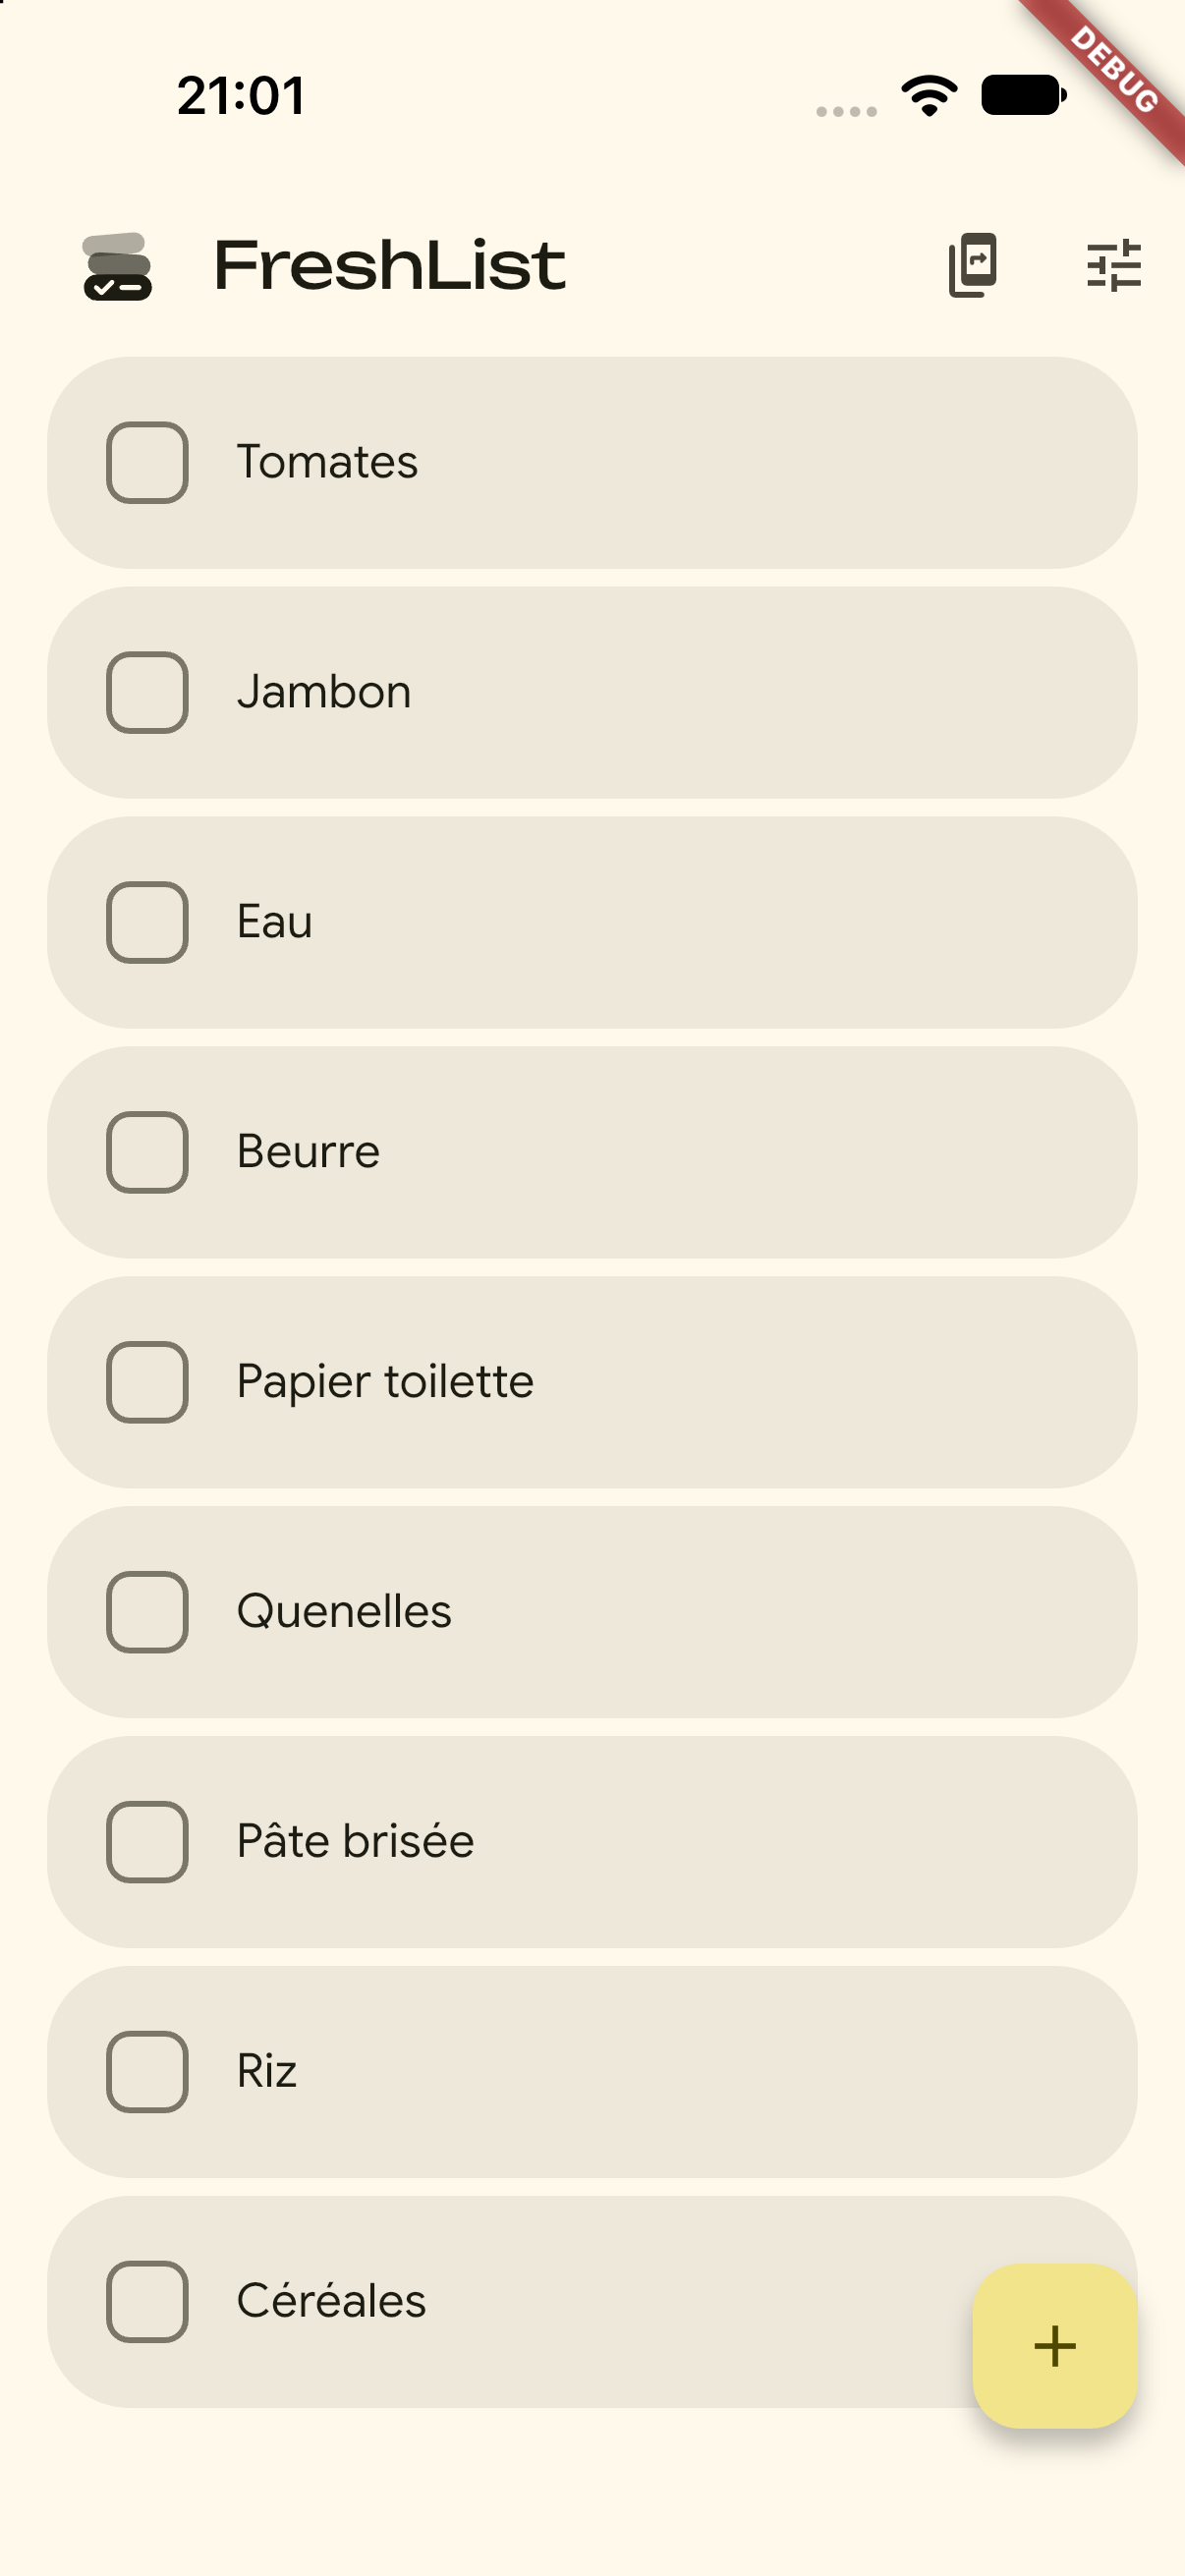 21:01
DEBUG
FreshList
Tomates
Jambon
Eau
Beurre
Papier toilette
Quenelles
Pâte brisée
Riz
Céréales
+